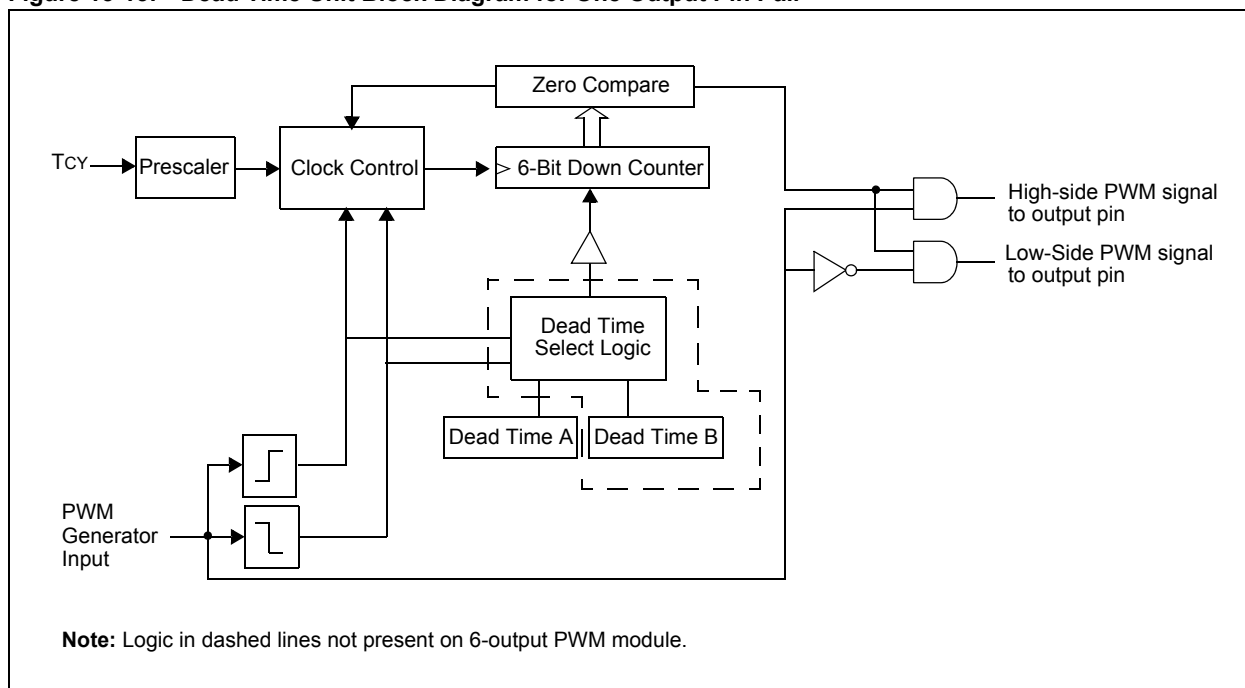 Zero Compare
TCY
Prescaler
Clock Control
6-Bit Down Counter
High-side PWM signal
to output pin
Low-Side PWM signal
to output pin
Dead Time
Select Logic
Dead Time A
Dead Time B
PWM
Generator
Input
Note: Logic in dashed lines not present on 6-output PWM module.